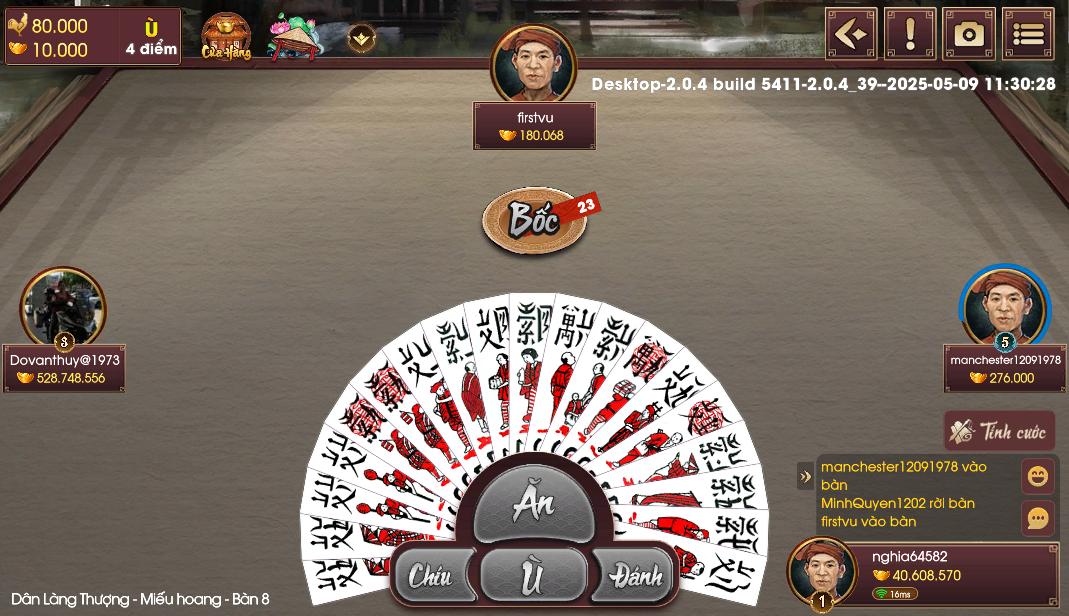 80.000
Ù
10.000
4 điểm
Cửa Hàng
Desktop-2.0.4 build 5411-2.0.4_39--2025-05-09 11:30:28
firstvu
180.068
Bốc
23
3
Dovanthuy@1973
528.748.556
5
manchester12091978
276.000
Tính cước
manchester12091978 vào
bàn
MinhQuyen1202 rời bàn
firstvu vào bàn
Ăn
Chíu
Ù
Đánh
nghia64582
40.608.570
16ms
1
Dân Làng Thượng - Miếu hoang - Bàn 8